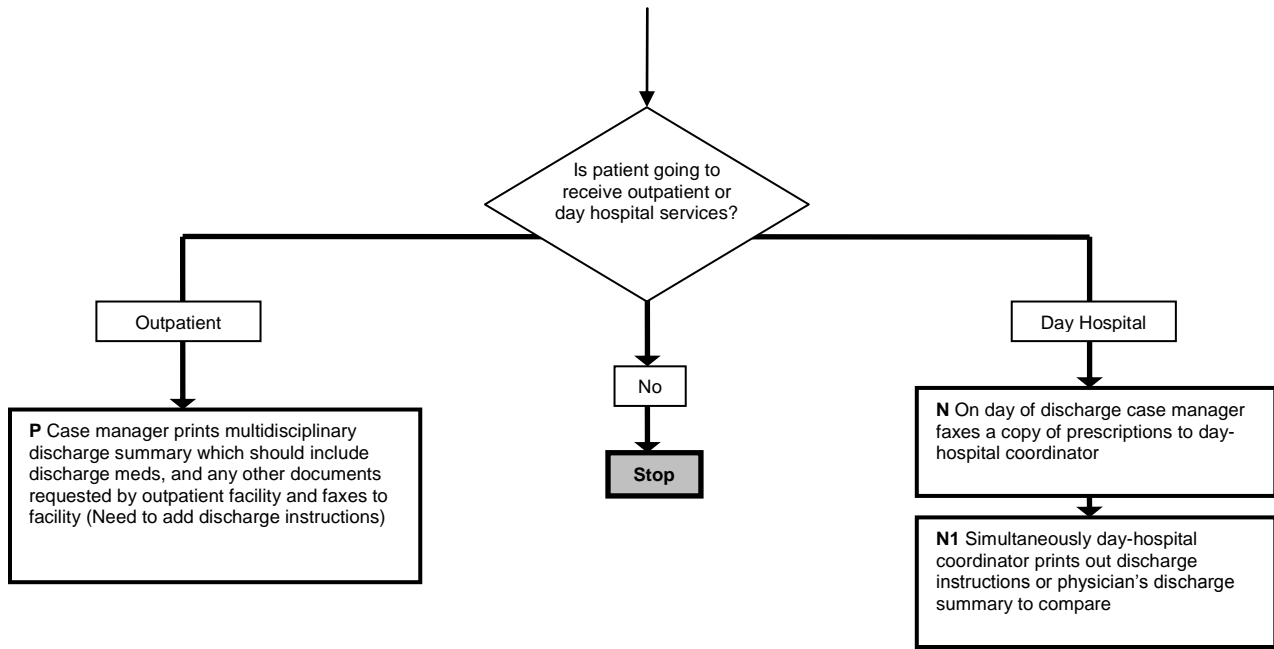 Is patient going to
receive outpatient or
day hospital services?
Outpatient
No
Day Hospital
P Case manager prints multidisciplinary
discharge summary which should include
discharge meds, and any other documents
requested by outpatient facility and faxes to
facility (Need to add discharge instructions)
Stop
N On day of discharge case manager
faxes a copy of prescriptions to day-
hospital coordinator
N1 Simultaneously day-hospital
coordinator prints out discharge
instructions or physician’s discharge
summary to compare